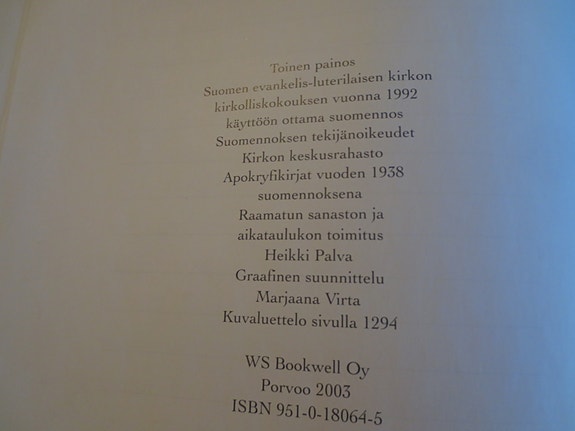 Toinen painos
Suomen evankelis-luterilaisen kirkon
kirkolliskokouksen vuonna 1992
käyttöön ottama suomennos
Suomennoksen tekijänoikeudet
Kirkon keskusrahasto
Apokryfikirjat vuoden 1938
suomennoksena
Raamatun sanaston ja
aikataulukon toimitus
Heikki Palva
Graafinen suunnittelu
Marjaana Virta
Kuvaluettelo sivulla 1294
WS Bookwell Oy
Porvoo 2003
ISBN 951-0-18064-5